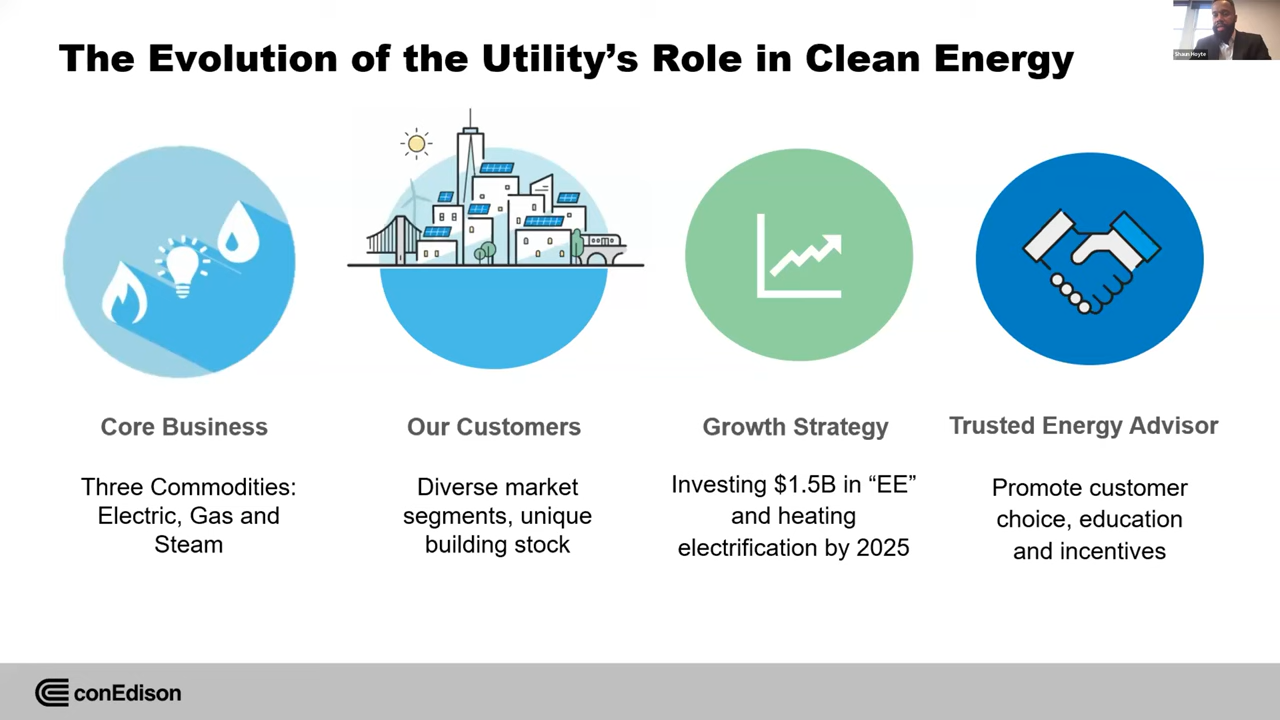 The Evolution of the Utility’s Role in Clean Energy
Shaun Hoyte
Core Business
Three Commodities:
Electric, Gas and
Steam
Our Customers
Diverse market
segments, unique
building stock
Growth Strategy
Investing $1.5B in “EE”
and heating
electrification by 2025
Trusted Energy Advisor
Promote customer
choice, education
and incentives
conEdison